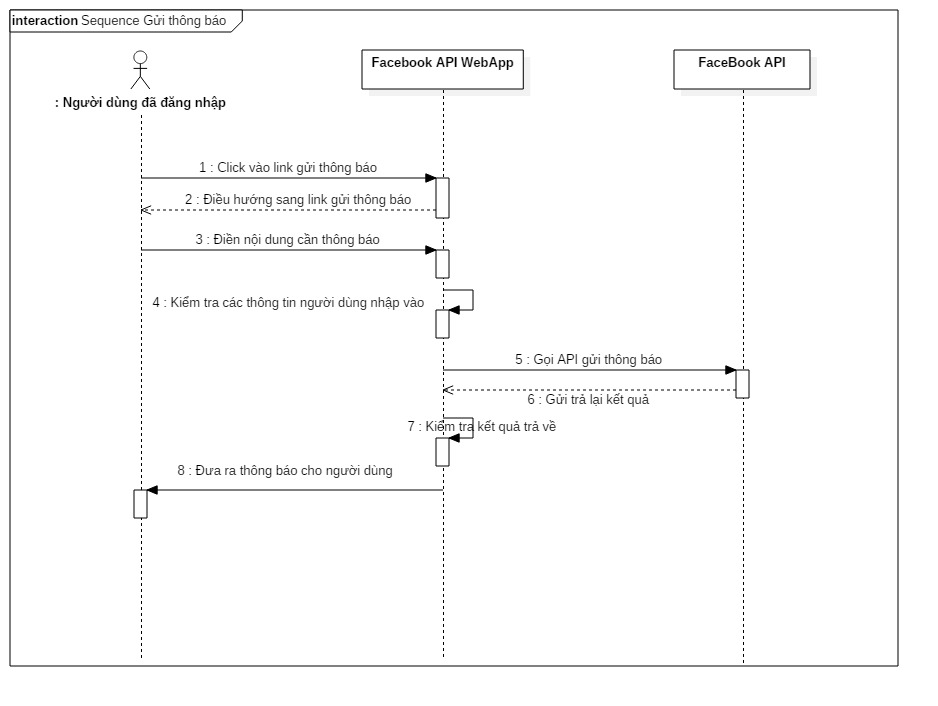 interaction Sequence Gửi thông báo
Facebook API WebApp
FaceBook API
: Người dùng đã đăng nhập
1 : Click vào link gửi thông báo
2 : Điều hướng sang link gửi thông báo
3 : Điền nội dung cần thông báo
4 : Kiểm tra các thông tin người dùng nhập vào
5 : Gọi API gửi thông báo
6 : Gửi trả lại kết quả
7 : Kiểm tra kết quả trả về
8 : Đưa ra thông báo cho người dùng